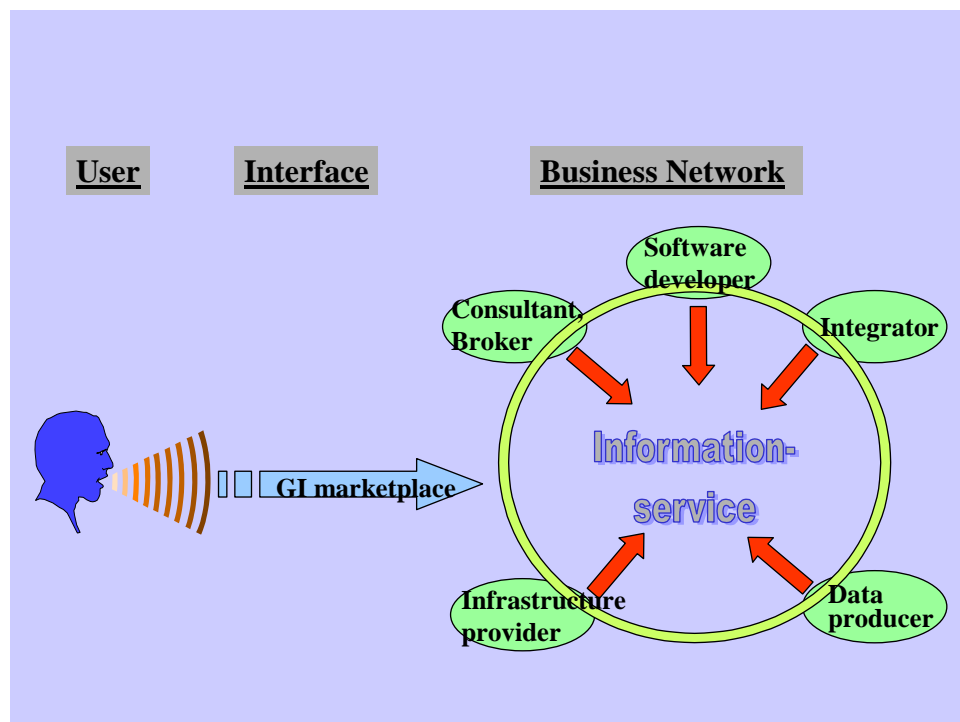 User
Interface
Business Network
Software
developer
Consultant,
Broker
Integrator
Information-
service
GI marketplace
Infrastructure
provider
Data
producer